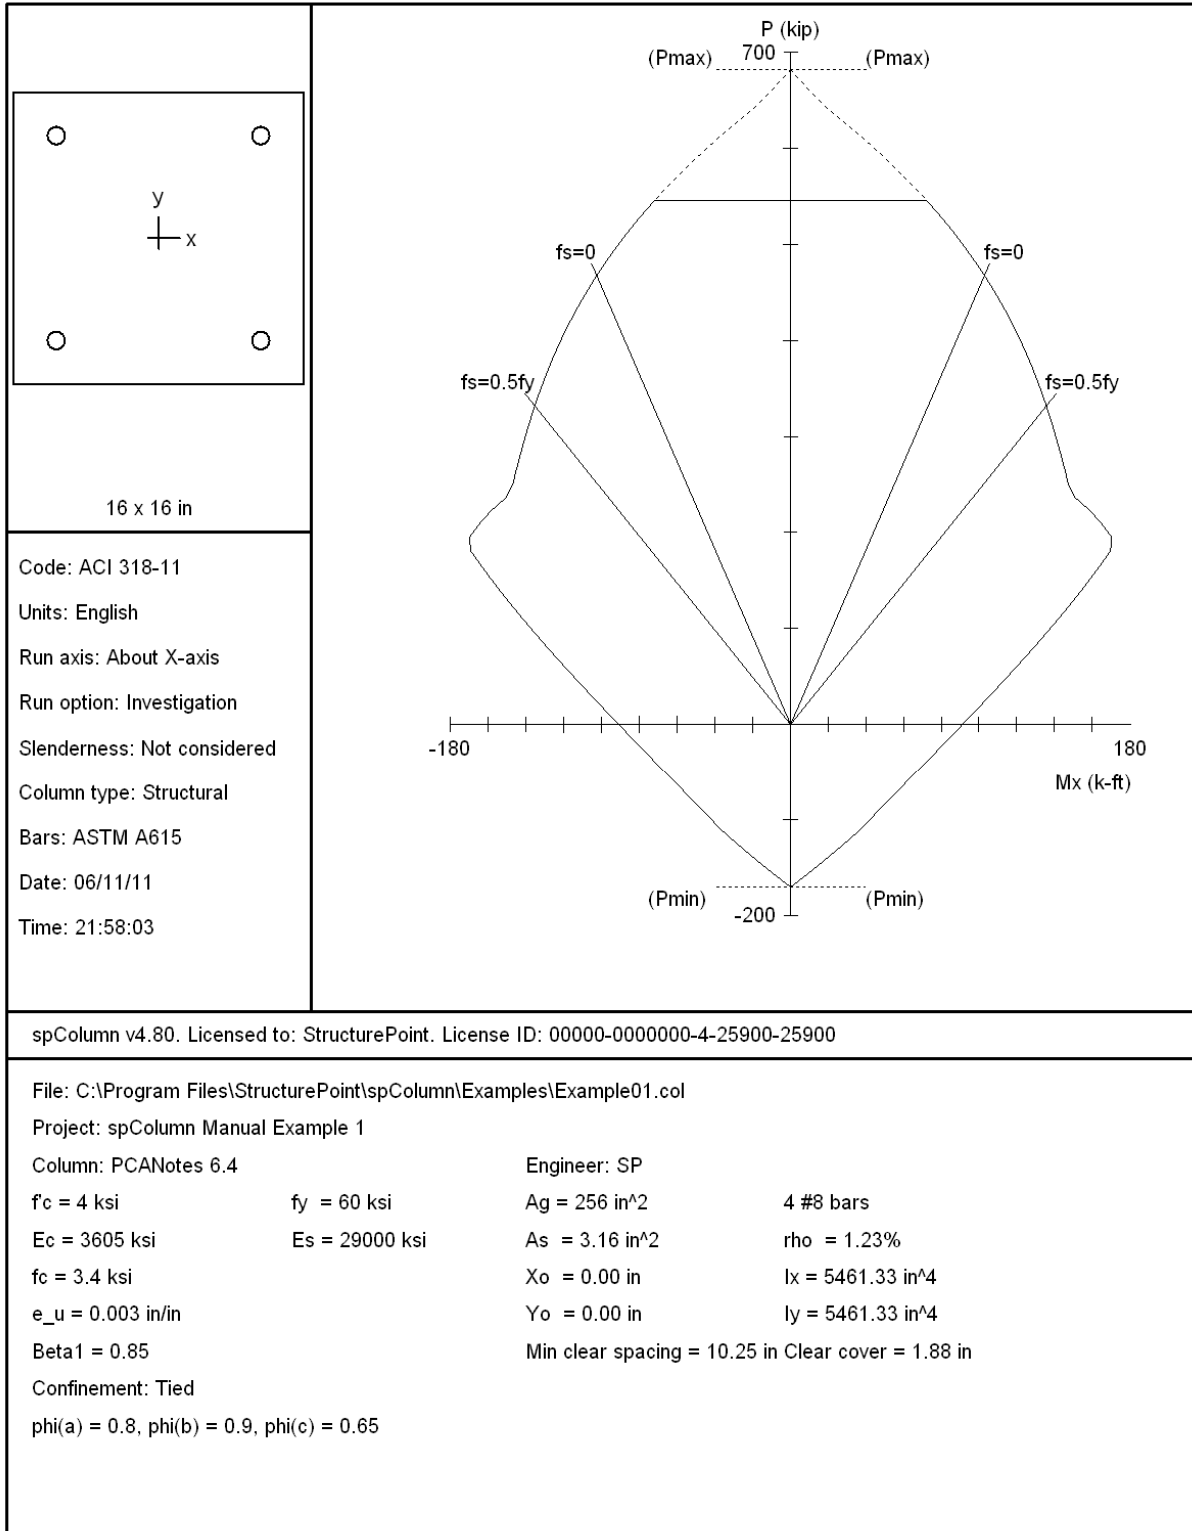 y
x
16 x 16 in
Code: ACI 318-11
Units: English
Run axis: About X-axis
Run option: Investigation
Slenderness: Not considered
Column type: Structural
Bars: ASTM A615
Date: 06/11/11
Time: 21:58:03
P (kip)
(Pmax) 700 (Pmax)
fs=0 fs=0
fs=0.5fy fs=0.5fy
-180 180
Mx (k-ft)
(Pmin) (Pmin)
-200
spColumn v4.80. Licensed to: StructurePoint. License ID: 00000-0000000-4-25900-25900
File: C:\Program Files\StructurePoint\spColumn\Examples\Example01.col
Project: spColumn Manual Example 1
Column: PCANotes 6.4 Engineer: SP
f'c = 4 ksi fy = 60 ksi Ag = 256 in^2 4 #8 bars
Ec = 3605 ksi Es = 29000 ksi As = 3.16 in^2 rho = 1.23%
fc = 3.4 ksi Xo = 0.00 in Ix = 5461.33 in^4
e_u = 0.003 in/in Yo = 0.00 in Iy = 5461.33 in^4
Beta1 = 0.85 Min clear spacing = 10.25 in Clear cover = 1.88 in
Confinement: Tied
phi(a) = 0.8, phi(b) = 0.9, phi(c) = 0.65